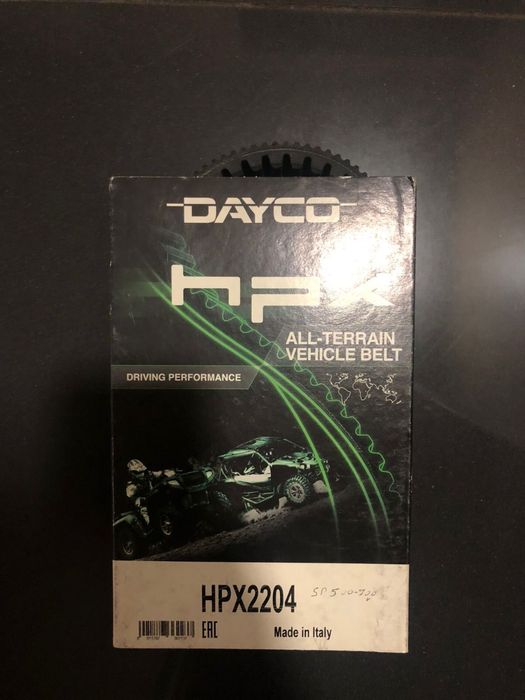 DAYCO
hpx
ALL-TERRAIN
VEHICLE BELT
DRIVING PERFORMANCE
HPX2204
EAC
Made in Italy